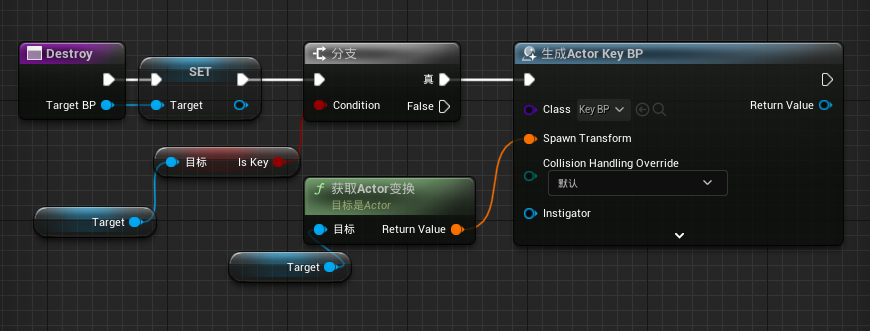 Destroy
Target BP
SET
Target
分支
真
Condition
False
生成Actor Key BP
Class
Key BP
Return Value
Spawn Transform
Collision Handling Override
默认
Instigator
目标
Is Key
Target
获取Actor变换
目标是Actor
目标
Return Value
Target